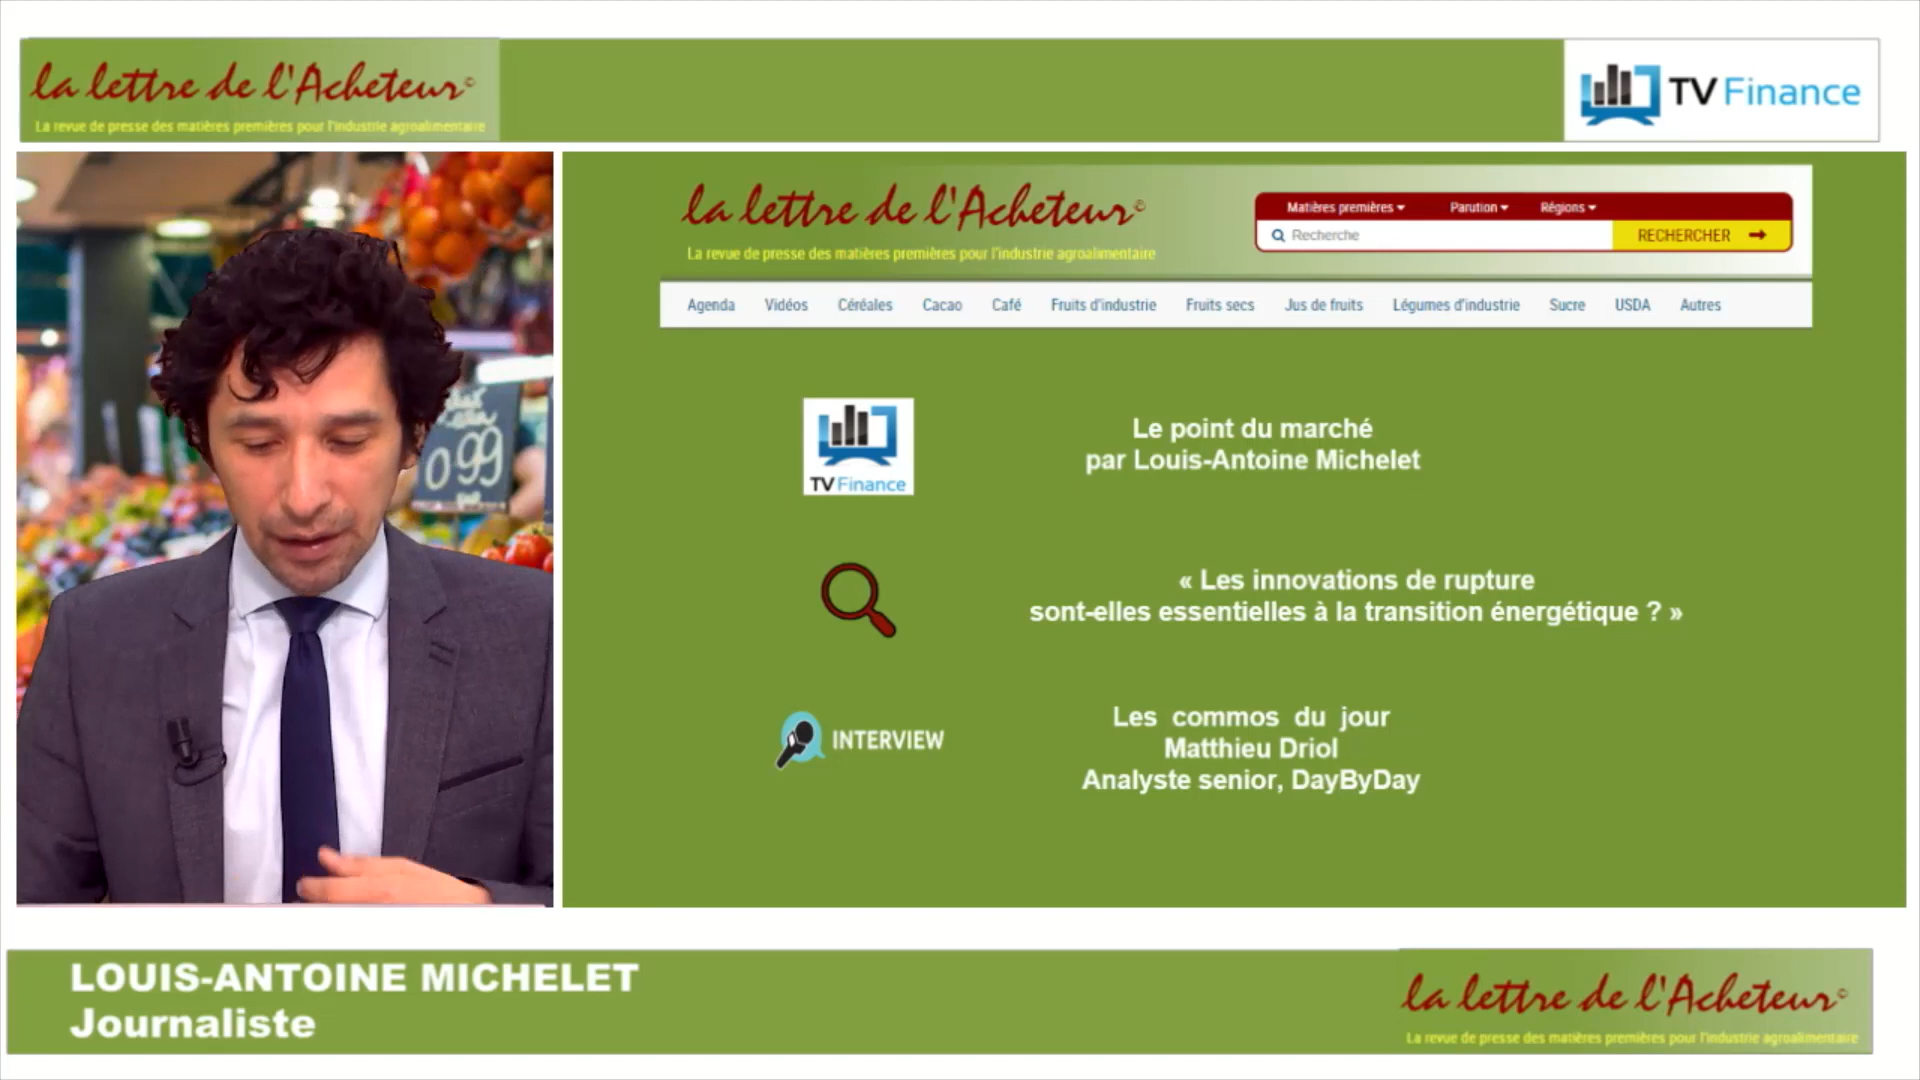 la lettre de l'Acheteur©
La revue de presse des matières premières pour l'industrie agroalimentaire
TV Finance
la lettre de l'Acheteur©
La revue de presse des matières premières pour l'industrie agroalimentaire
Matières premières Parution Régions
Recherche RECHERCHER
Agenda Vidéos Céréales Cacao Café Fruits d'industrie Fruits secs Jus de fruits Légumes d'industrie Sucre USDA Autres
0,99
TV Finance
Le point du marché
par Louis-Antoine Michelet
« Les innovations de rupture
sont-elles essentielles à la transition énergétique ? »
INTERVIEW
Les commos du jour
Matthieu Driol
Analyste senior, DayByDay
LOUIS-ANTOINE MICHELET
Journaliste
la lettre de l'Acheteur©
La revue de presse des matières premières pour l'industrie agroalimentaire